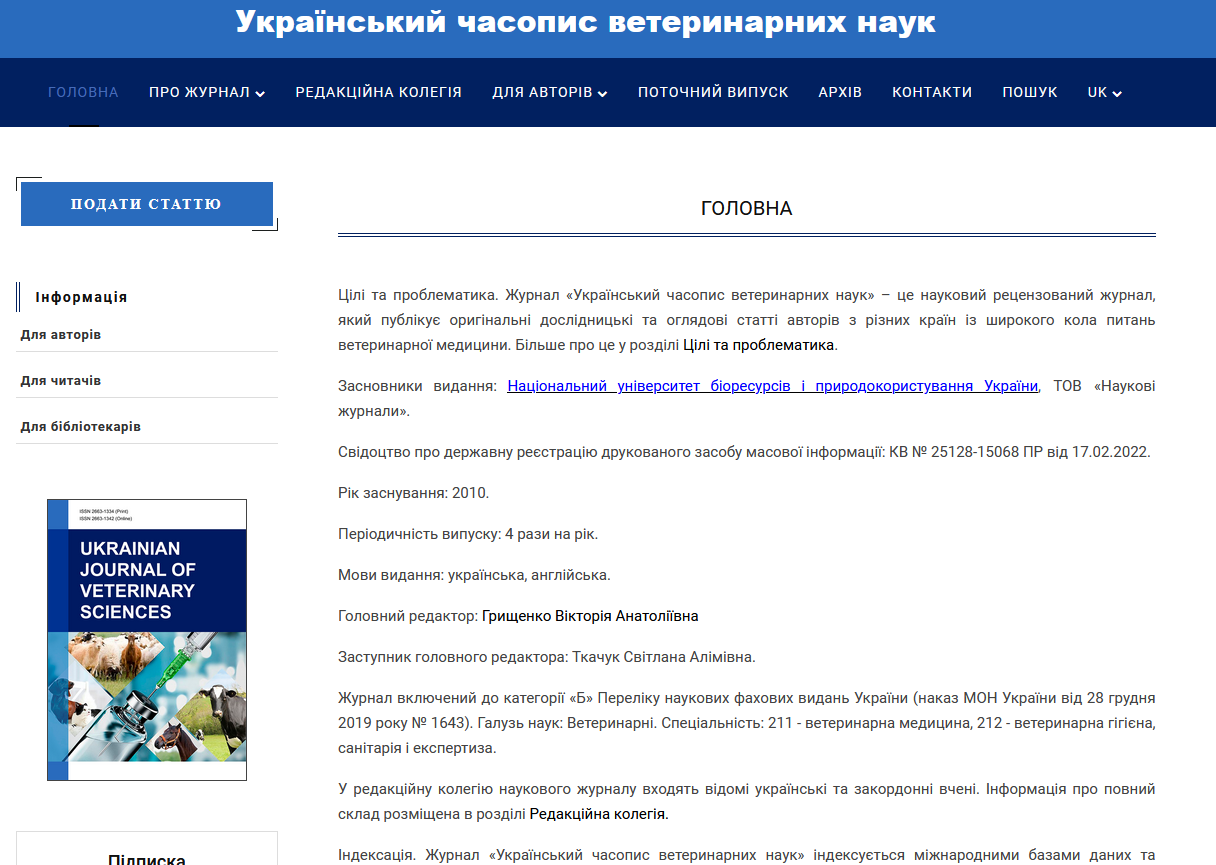 Український часопис ветеринарних наук
ГОЛОВНА ПРО ЖУРНАЛ РЕДАКЦІЙНА КОЛЕГІЯ ДЛЯ АВТОРІВ ПОТОЧНИЙ ВИПУСК АРХІВ КОНТАКТИ ПОШУК UK
ПОДАТИ СТАТТЮ
Інформація
Для авторів
Для читачів
Для бібліотекарів
ISSN 2663-1334 (Print)
ISSN 2663-1342 (Online)
UKRAINIAN
JOURNAL OF
VETERINARY
SCIENCES
Підписка
ГОЛОВНА
Цілі та проблематика. Журнал «Український часопис ветеринарних наук» – це науковий рецензований журнал,
який публікує оригінальні дослідницькі та оглядові статті авторів з різних країн із широкого кола питань
ветеринарної медицини. Більше про це у розділі Цілі та проблематика.
Засновники видання: Національний університет біоресурсів і природокористування України, ТОВ «Наукові
журнали».
Свідоцтво про державну реєстрацію друкованого засобу масової інформації: КВ № 25128-15068 ПР від 17.02.2022.
Рік заснування: 2010.
Періодичність випуску: 4 рази на рік.
Мови видання: українська, англійська.
Головний редактор: Грищенко Вікторія Анатоліївна
Заступник головного редактора: Ткачук Світлана Алімівна.
Журнал включений до категорії «Б» Переліку наукових фахових видань України (наказ МОН України від 28 грудня
2019 року № 1643). Галузь наук: Ветеринарні. Спеціальність: 211 - ветеринарна медицина, 212 - ветеринарна гігієна,
санітарія і експертиза.
У редакційну колегію наукового журналу входять відомі українські та закордонні вчені. Інформація про повний
склад розміщена в розділі Редакційна колегія.
Індексація. Журнал «Український часопис ветеринарних наук» індексується міжнародними базами даних та